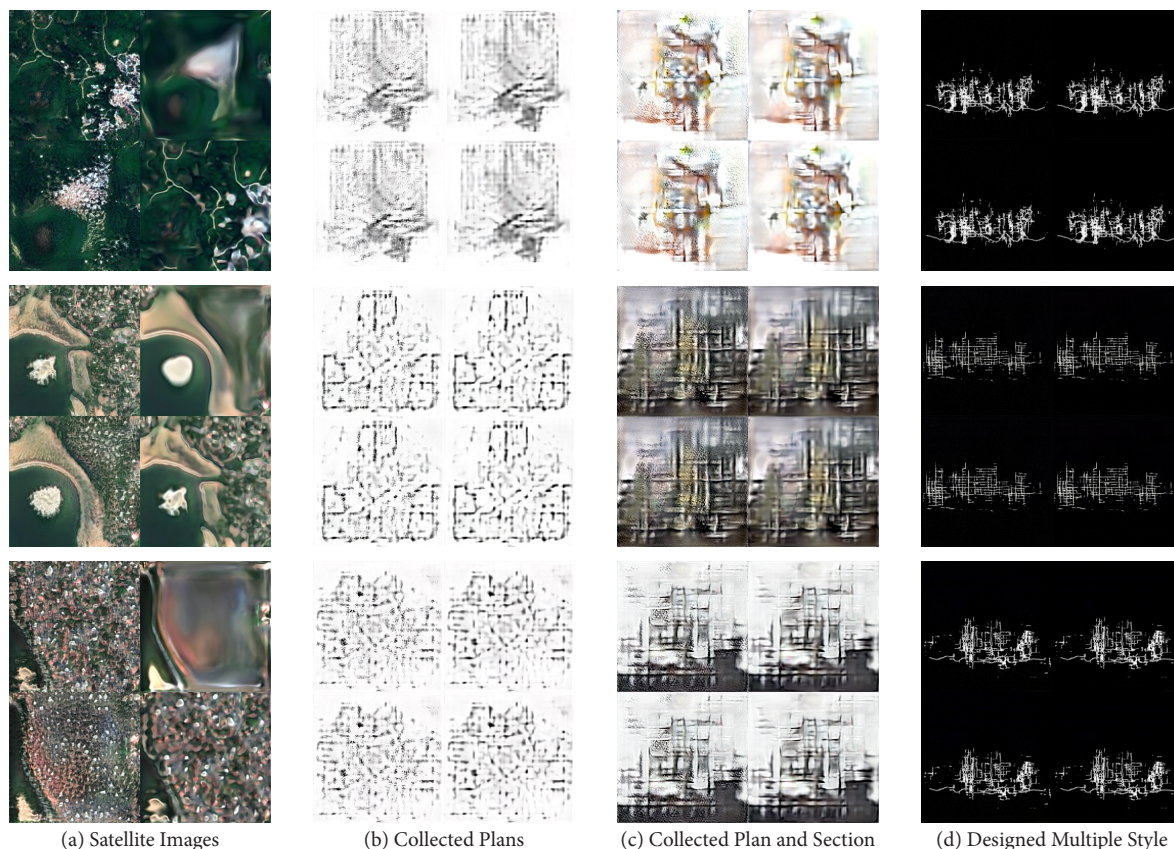 (a) Satellite Images
(b) Collected Plans
(c) Collected Plan and Section
(d) Designed Multiple Style